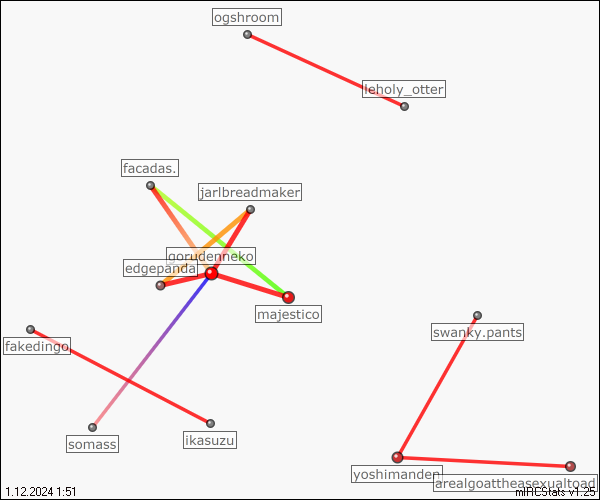 ogshroom
leholy_otter
facadas.
jarlbreadmaker
gorudenneko
edgepanda
majestico
swanky.pants
fakedingo
somass
ikasuzu
yoshimanden
arealgoattheasexualtoad
1.12.2024 1:51
mIRCStats v1.25